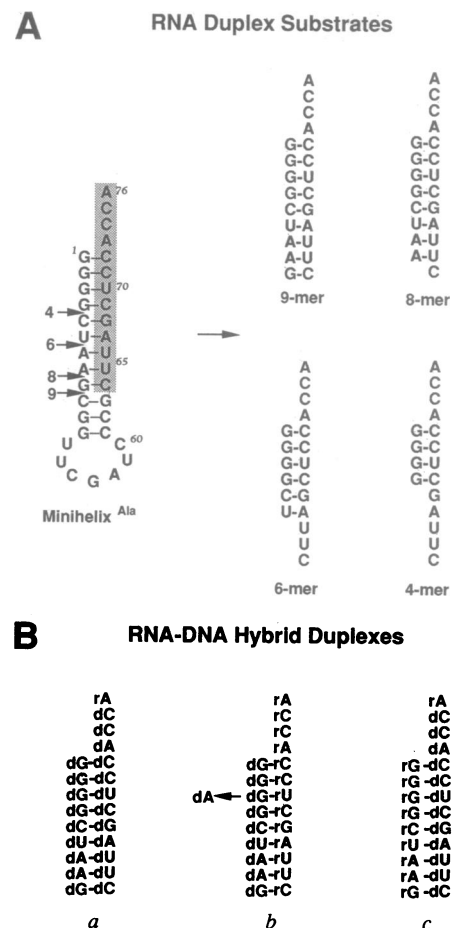 A
RNA Duplex Substrates
A 76
C
C
A
1 G-C
G-C
G-U 70
G-C
4
C-G
U-A
6
A-U
A-U 65
8
G-C
9
C-G
G-C
G-C
U C 60
U U
C G A
Minihelix Ala
A
C
C
A
G-C
G-C
G-U
G-C
C-G
U-A
A-U
A-U
G-C
9-mer
A
C
C
A
G-C
G-C
G-U
G-C
C-G
U-A
A-U
A-U
C
8-mer
A
C
C
A
G-C
G-C
G-U
G-C
C-G
U-A
U
U
C
6-mer
A
C
C
A
G-C
G-C
G-U
G-C
G
A
U
U
C
4-mer
B
RNA-DNA Hybrid Duplexes
rA
dC
dC
dA
dG-dC
dG-dC
dG-dU
dG-dC
dC-dG
dU-dA
dA-dU
dA-dU
dG-dC
a
rA
rC
rC
rA
dG-rC
dG-rC
dA dG-rU
dG-rC
dC-rG
dU-rA
dA-rU
dA-rU
dG-rC
b
rA
dC
dC
dA
rG-dC
rG-dC
rG-dU
rG-dC
rC-dG
rU-dA
rA-dU
rA-dU
rG-dC
c